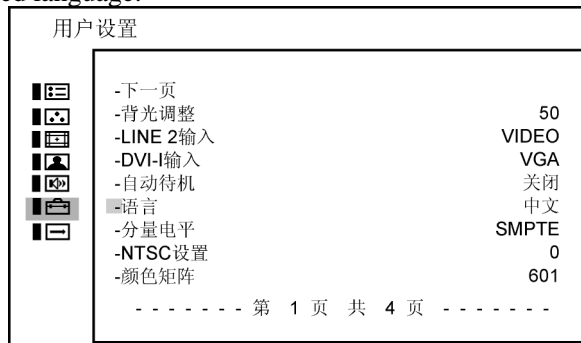 ed language.
用户设置
-下一页
-背光调整 50
-LINE 2输入 VIDEO
-DVI-I输入 VGA
-自动待机 关闭
-语言 中文
-分量电平 SMPTE
-NTSC设置 0
-颜色矩阵 601
- - - - - - - 第 1 页 共 4 页 - - - - - - -